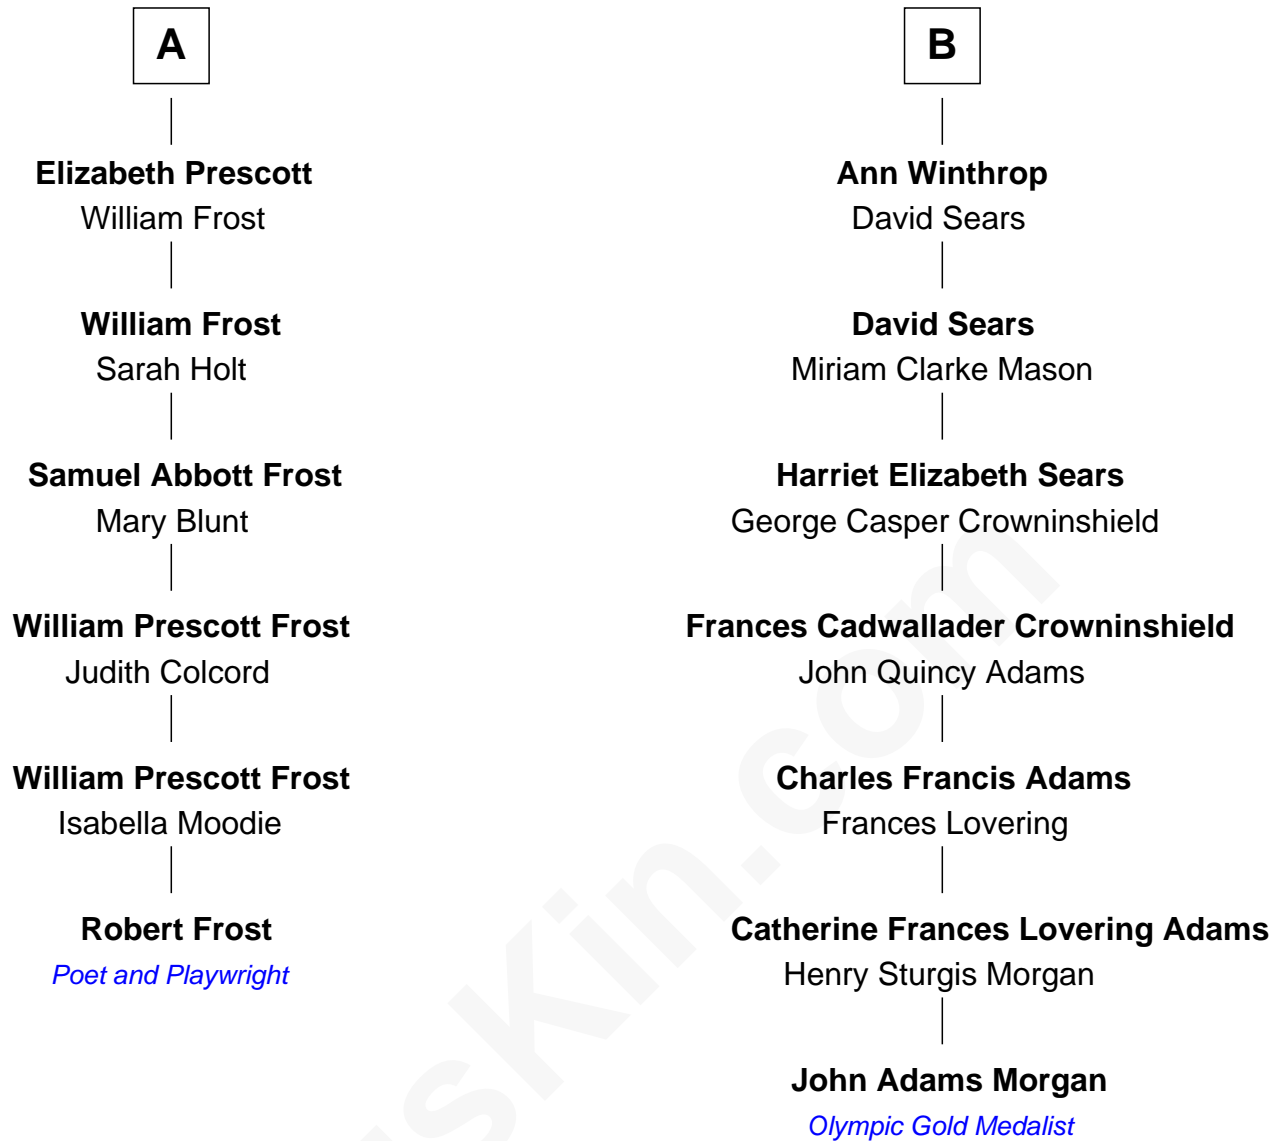 A
Elizabeth Prescott
William Frost
William Frost
Sarah Holt
Samuel Abbott Frost
Mary Blunt
William Prescott Frost
Judith Colcord
William Prescott Frost
Isabella Moodie
Robert Frost
Poet and Playwright
B
Ann Winthrop
David Sears
David Sears
Miriam Clarke Mason
Harriet Elizabeth Sears
George Casper Crowninshield
Frances Cadwallader Crowninshield
John Quincy Adams
Charles Francis Adams
Frances Lovering
Catherine Frances Lovering Adams
Henry Sturgis Morgan
John Adams Morgan
Olympic Gold Medalist
sKin.com